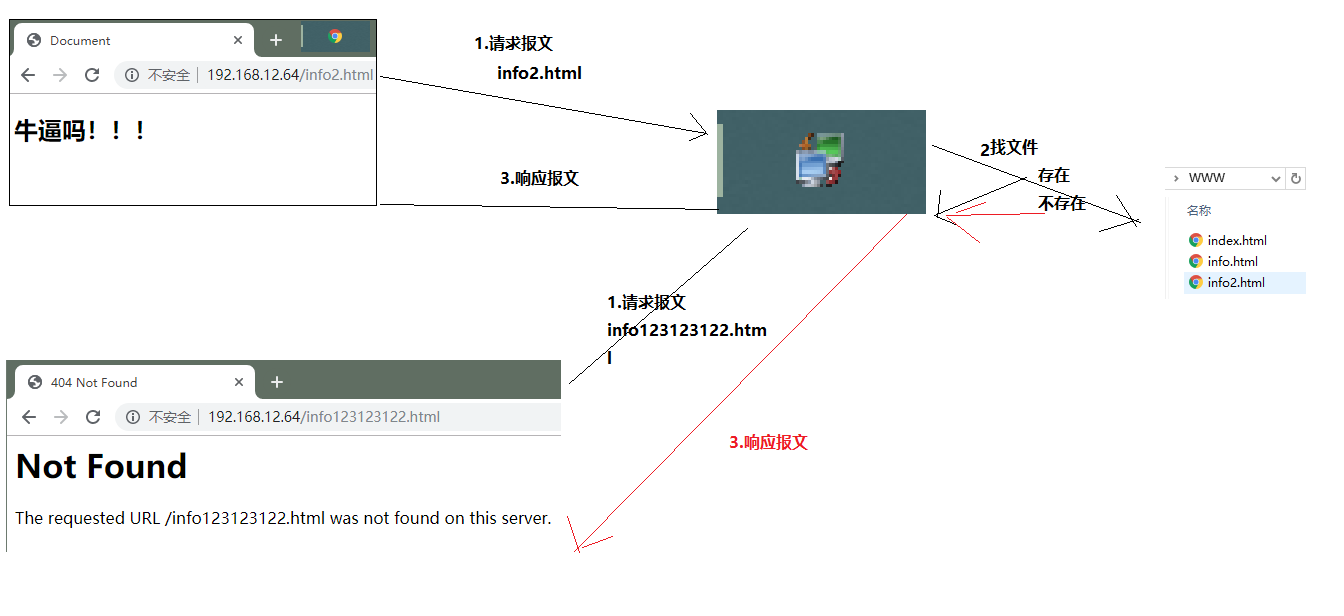 Document
不安全 192.168.12.64/info2.html
牛逼吗！！！
1.请求报文
info2.html
3.响应报文
2找文件
存在
不存在
WWW
名称
index.html
info.html
info2.html
1.请求报文
info123123122.htm
l
404 Not Found
不安全 192.168.12.64/info123123122.html
Not Found
The requested URL /info123123122.html was not found on this server.
3.响应报文